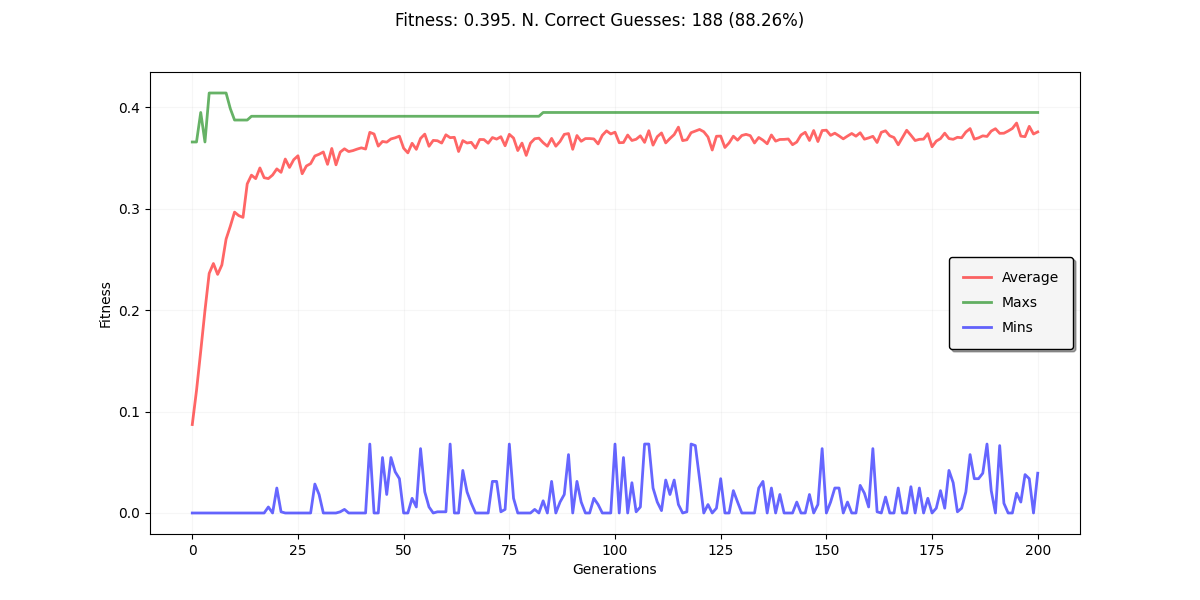 Fitness: 0.395. N. Correct Guesses: 188 (88.26%)
0.4
0.3
0.2
0.1
0.0
Fitness
Average
Maxs
Mins
0 25 50 75 100 125 150 175 200
Generations